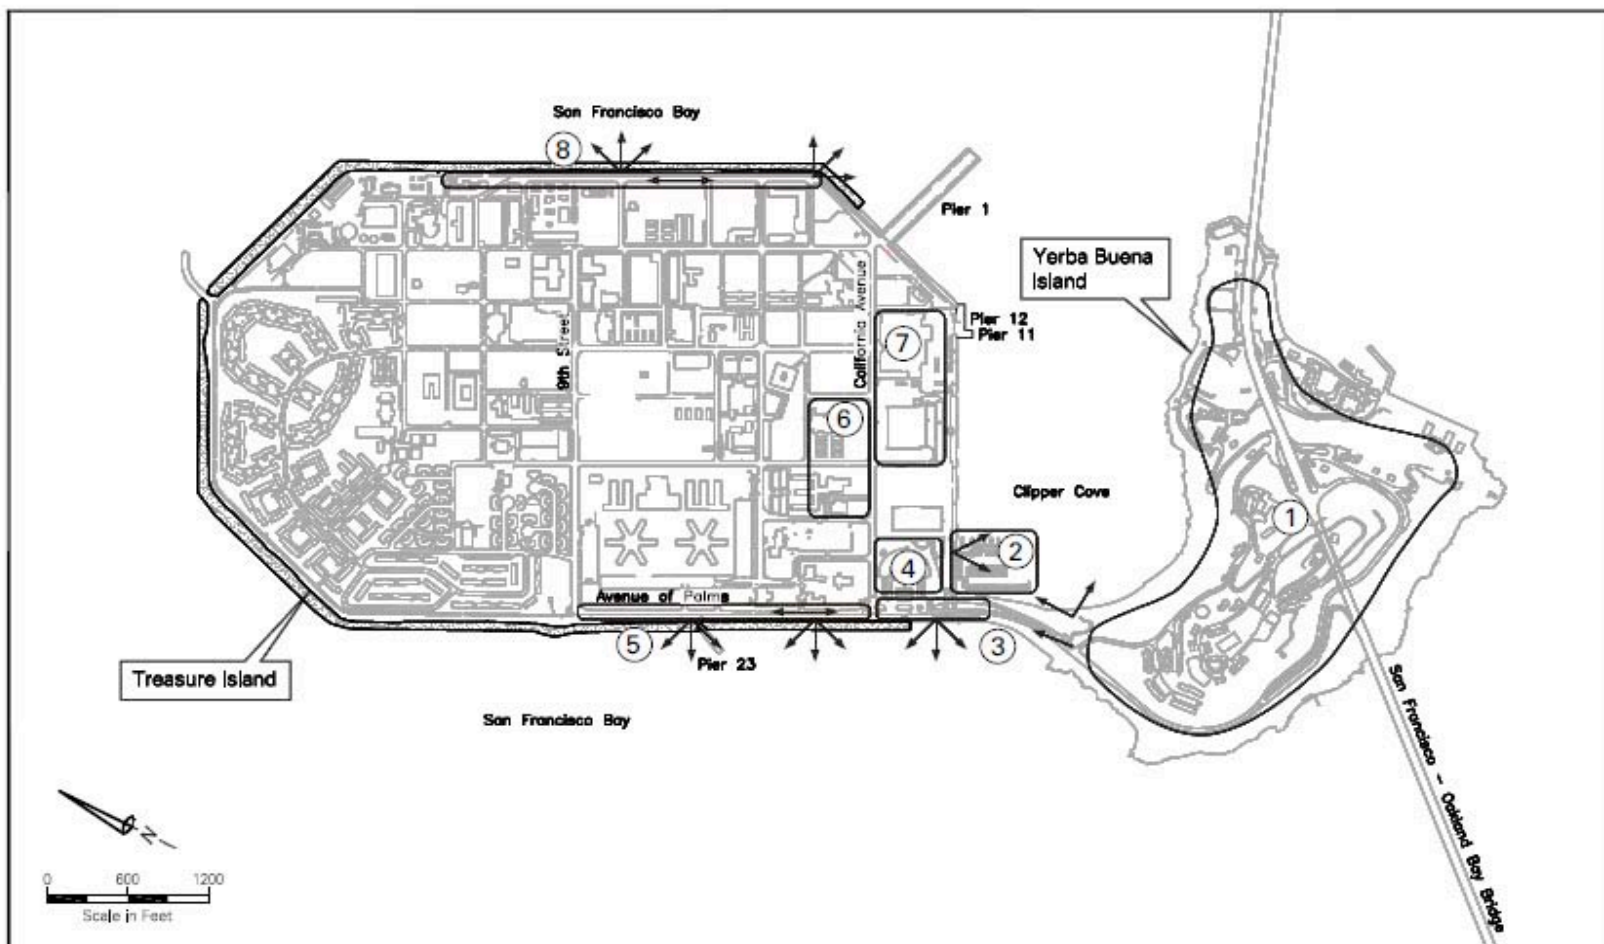 San Francisco Bay
8
Pier 1
Yerba Buena
Island
California Avenue
Pier 12
Pier 11
9th Street
7
6
Clipper Cove
1
2
4
Avenue of Palms
5
3
Pier 23
Treasure Island
San Francisco Bay
San Francisco - Oakland Bay Bridge
N
0 600 1200
Scale in Feet